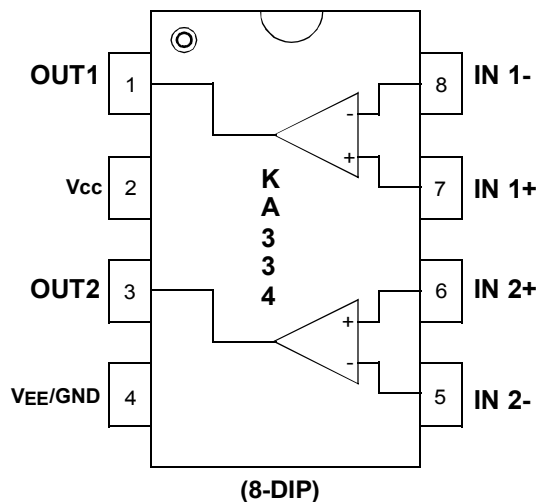 OUT1
1
8
IN 1-
-
+
Vcc
2
7
IN 1+
K
A
3
3
4
OUT2
3
6
IN 2+
+
-
VEE/GND
4
5
IN 2-
(8-DIP)